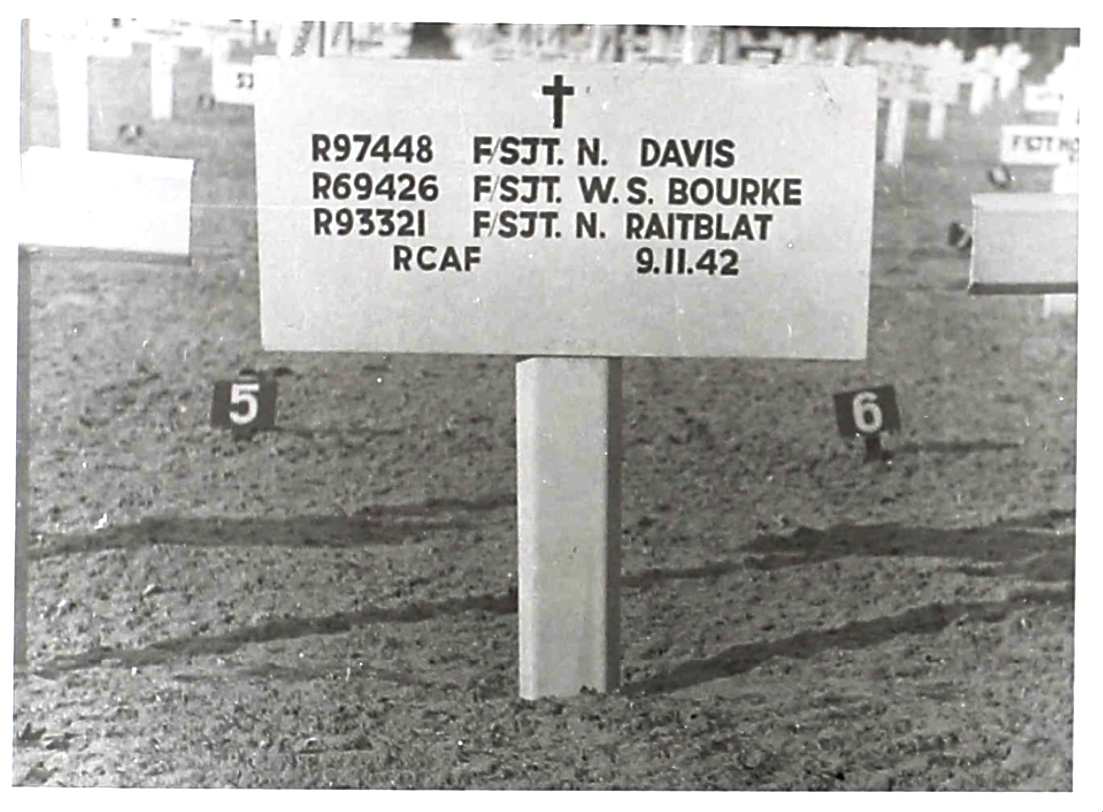 R97448 F/SJT. N. DAVIS
R69426 F/SJT. W. S. BOURKE
R93321 F/SJT. N. RAITBLAT
RCAF 9.11.42
5
6